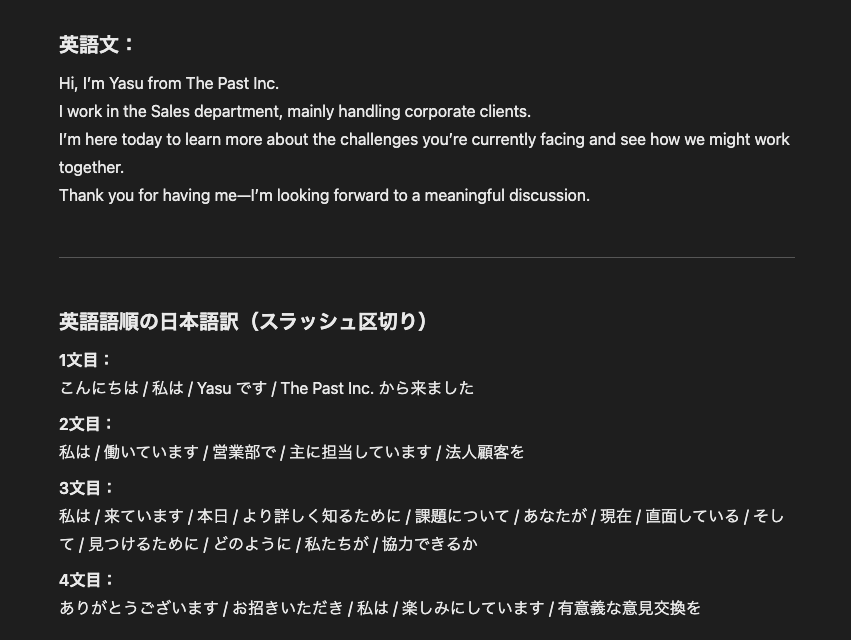 英語文：
Hi, I’m Yasu from The Past Inc.
I work in the Sales department, mainly handling corporate clients.
I’m here today to learn more about the challenges you’re currently facing and see how we might work
together.
Thank you for having me—I’m looking forward to a meaningful discussion.
英語語順の日本語訳（スラッシュ区切り）
1文目：
こんにちは / 私は / Yasu です / The Past Inc. から来ました
2文目：
私は / 働いています / 営業部で / 主に担当しています / 法人顧客を
3文目：
私は / 来ています / 本日 / より詳しく知るために / 課題について / あなたが / 現在 / 直面している / そし
て / 見つけるために / どのように / 私たちが / 協力できるか
4文目：
ありがとうございます / お招きいただき / 私は / 楽しみにしています / 有意義な意見交換を